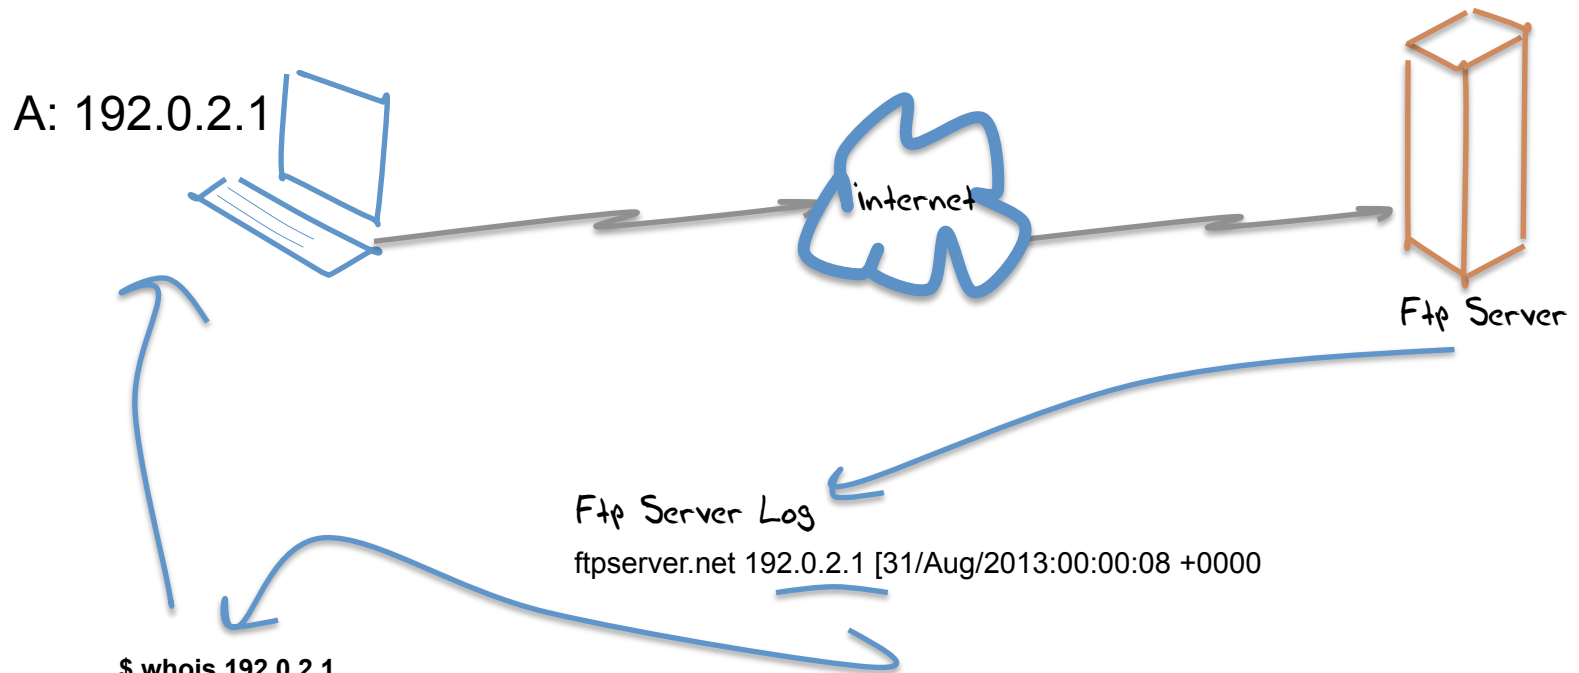 A: 192.0.2.1
internet
Ftp Server
Ftp Server Log
ftpserver.net 192.0.2.1 [31/Aug/2013:00:00:08 +0000
$ whois 192.0.2.1